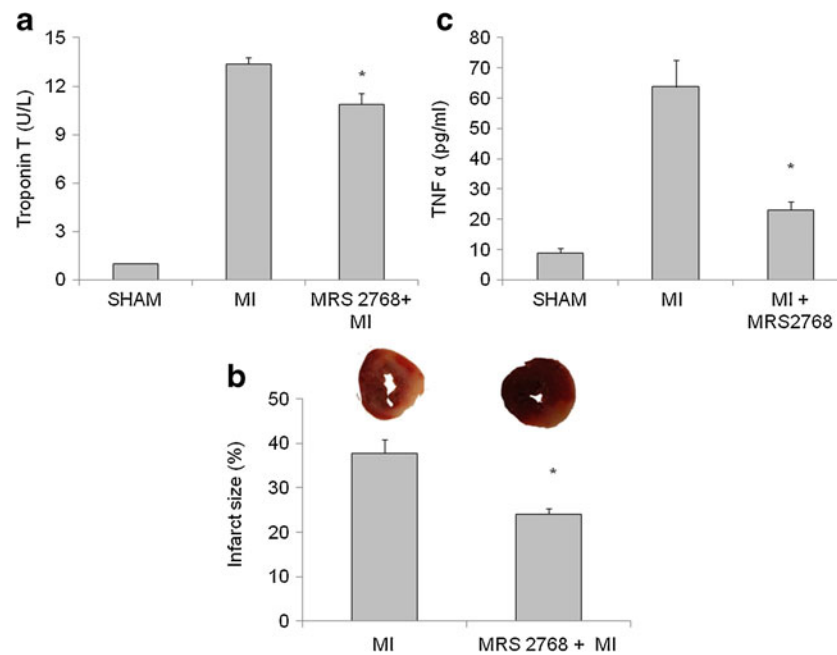 a
Troponin T (U/L)
15
12
9
6
3
0
*
SHAM
MI
MRS 2768+
MI
c
TNF α (pg/ml)
80
70
60
50
40
30
20
10
0
*
SHAM
MI
MI +
MRS2768
b
Infarct size (%)
50
40
30
20
10
0
*
MI
MRS 2768 + MI